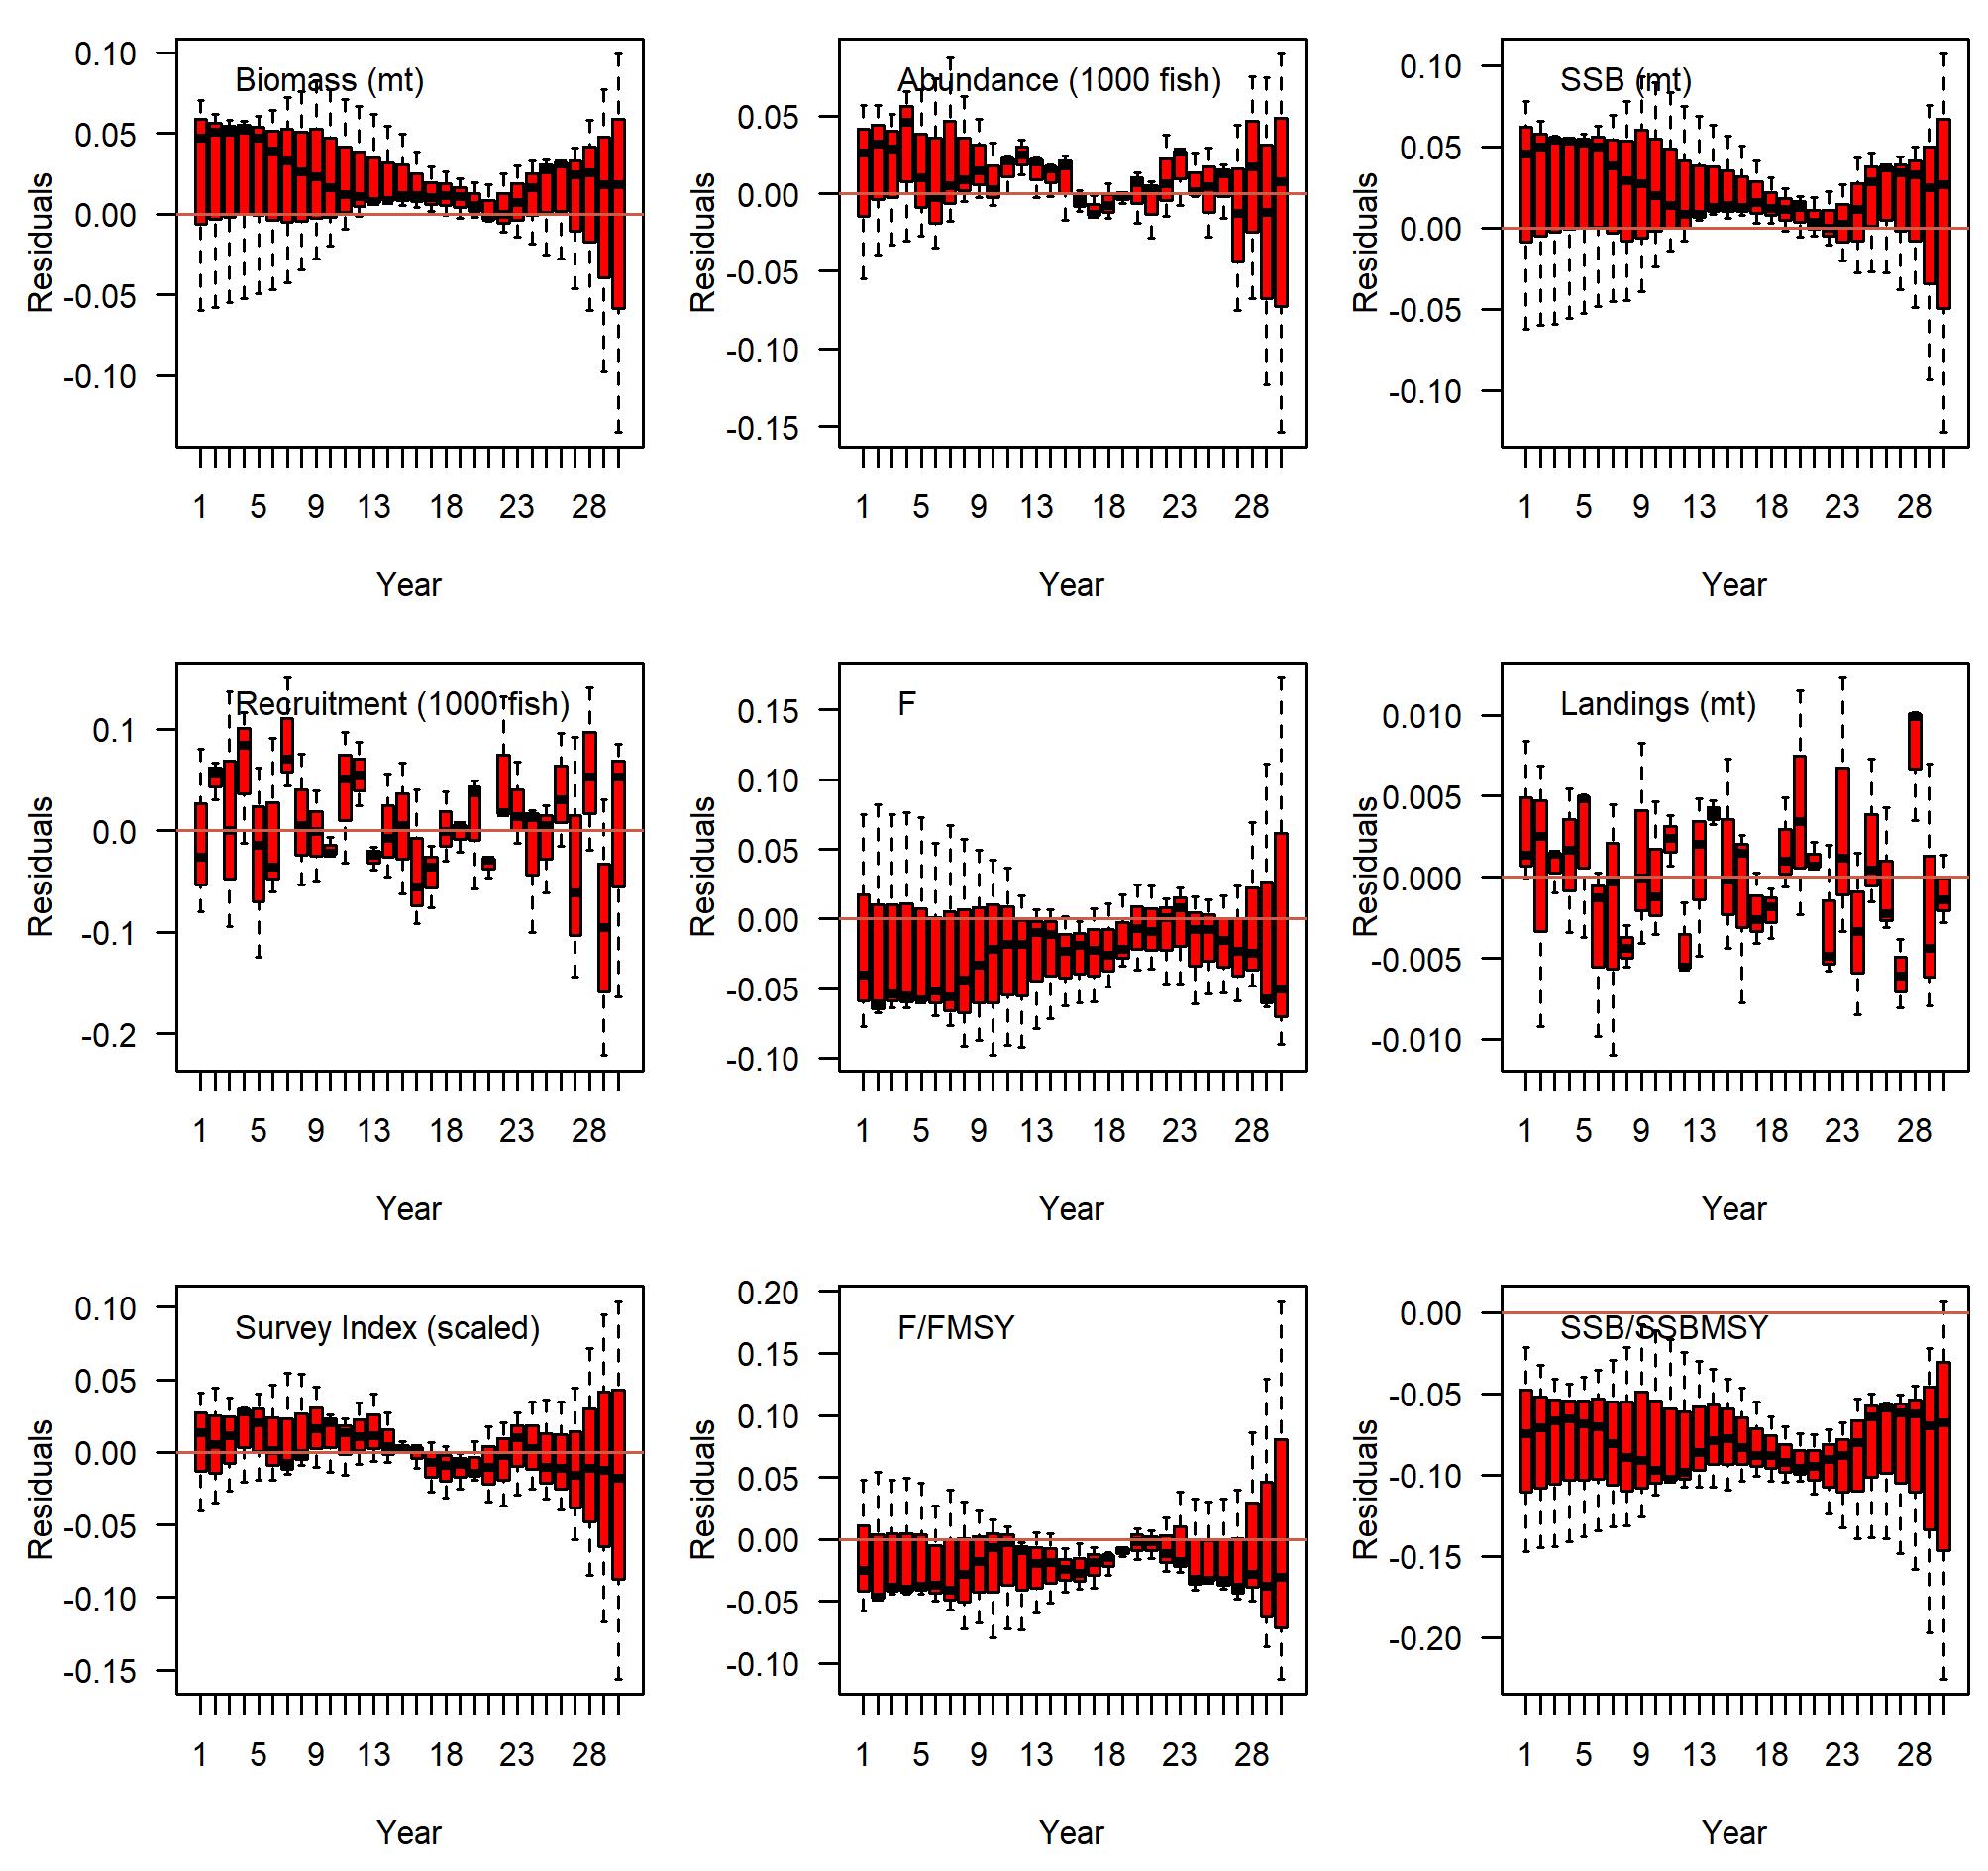 Biomass (mt)
Residuals
0.10
0.05
0.00
-0.05
-0.10
1 5 9 13 18 23 28
Year
Abundance (1000 fish)
Residuals
0.05
0.00
-0.05
-0.10
-0.15
1 5 9 13 18 23 28
Year
SSB (mt)
Residuals
0.10
0.05
0.00
-0.05
-0.10
1 5 9 13 18 23 28
Year
Recruitment (1000 fish)
Residuals
0.1
0.0
-0.1
-0.2
1 5 9 13 18 23 28
Year
F
Residuals
0.15
0.10
0.05
0.00
-0.05
-0.10
1 5 9 13 18 23 28
Year
Landings (mt)
Residuals
0.010
0.005
0.000
-0.005
-0.010
1 5 9 13 18 23 28
Year
Survey Index (scaled)
Residuals
0.10
0.05
0.00
-0.05
-0.10
-0.15
1 5 9 13 18 23 28
Year
F/FMSY
Residuals
0.20
0.15
0.10
0.05
0.00
-0.05
-0.10
1 5 9 13 18 23 28
Year
SSB/SSBMSY
Residuals
0.00
-0.05
-0.10
-0.15
-0.20
1 5 9 13 18 23 28
Year